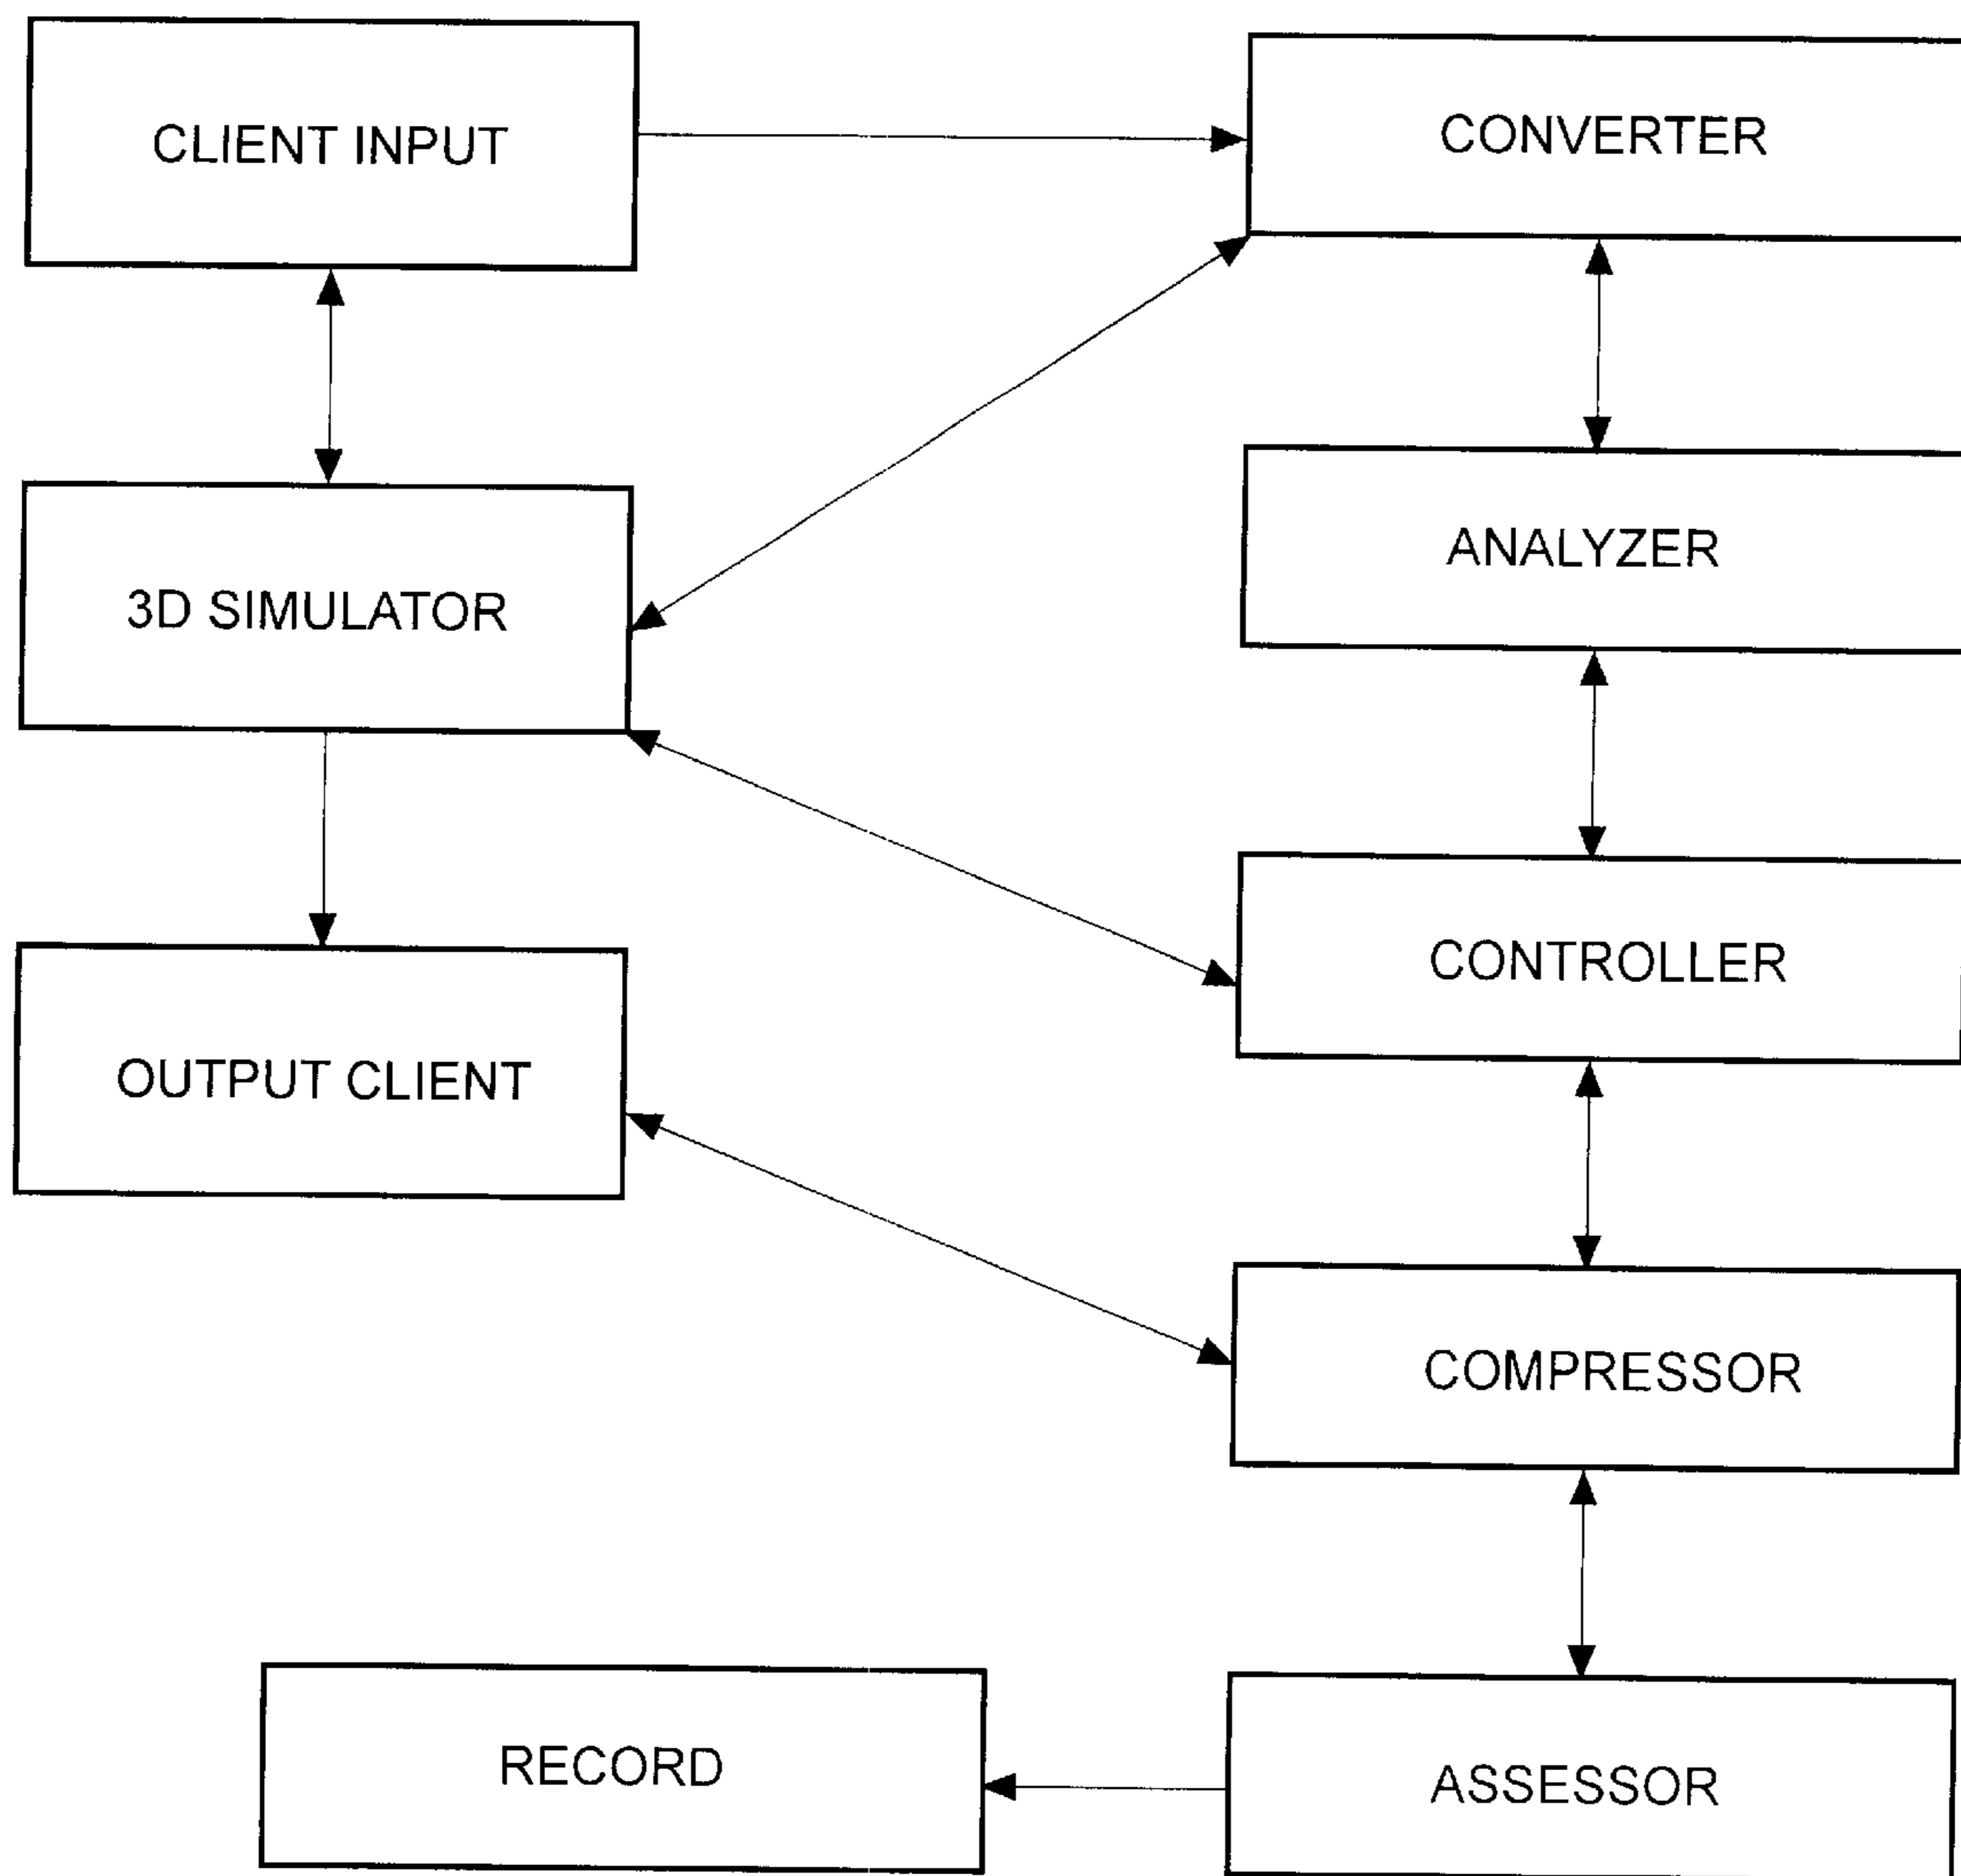 CLIENT INPUT
CONVERTER
3D SIMULATOR
ANALYZER
OUTPUT CLIENT
CONTROLLER
COMPRESSOR
RECORD
ASSESSOR